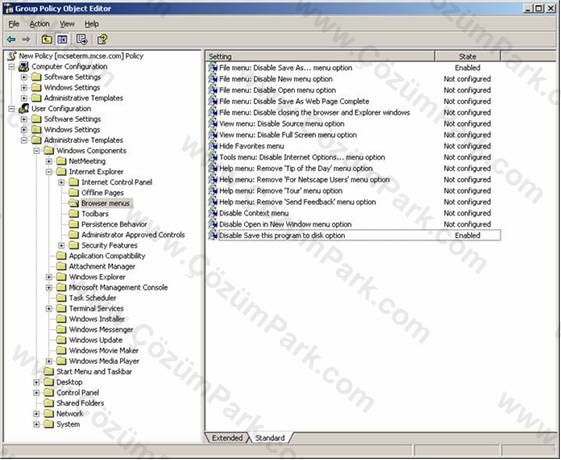 Group Policy Object Editor
File Action View Help
New Policy [mcseterm.mcse.com] Policy
Computer Configuration
Software Settings
Windows Settings
Administrative Templates
User Configuration
Software Settings
Windows Settings
Administrative Templates
Windows Components
NetMeeting
Internet Explorer
Internet Control Panel
Offline Pages
Browser menus
Toolbars
Persistence Behavior
Administrator Approved Controls
Security Features
Application Compatibility
Attachment Manager
Windows Explorer
Microsoft Management Console
Task Scheduler
Terminal Services
Windows Installer
Windows Messenger
Windows Update
Windows Movie Maker
Windows Media Player
Start Menu and Taskbar
Desktop
Control Panel
Shared Folders
Network
System
Setting State
File menu: Disable Save As... menu option Enabled
File menu: Disable New menu option Not configured
File menu: Disable Open menu option Not configured
File menu: Disable Save As Web Page Complete Not configured
File menu: Disable closing the browser and Explorer windows Not configured
View menu: Disable Source menu option Not configured
View menu: Disable Full Screen menu option Not configured
Hide Favorites menu Not configured
Tools menu: Disable Internet Options... menu option Not configured
Help menu: Remove 'Tip of the Day' menu option Not configured
Help menu: Remove 'For Netscape Users' menu option Not configured
Help menu: Remove 'Tour' menu option Not configured
Help menu: Remove 'Send Feedback' menu option Not configured
Disable Context menu Not configured
Disable Open in New Window menu option Not configured
Disable Save this program to disk option Enabled
Extended Standard
www.ÇözümPark.com